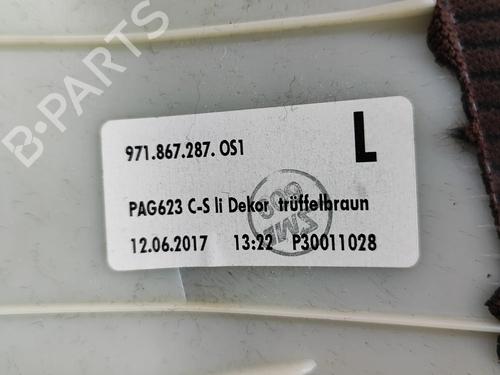 B-PARTS
971.867.287. OS1 L
PAG623 C-S li Dekor trüffelbraun
12.06.2017 13:22 P30011028